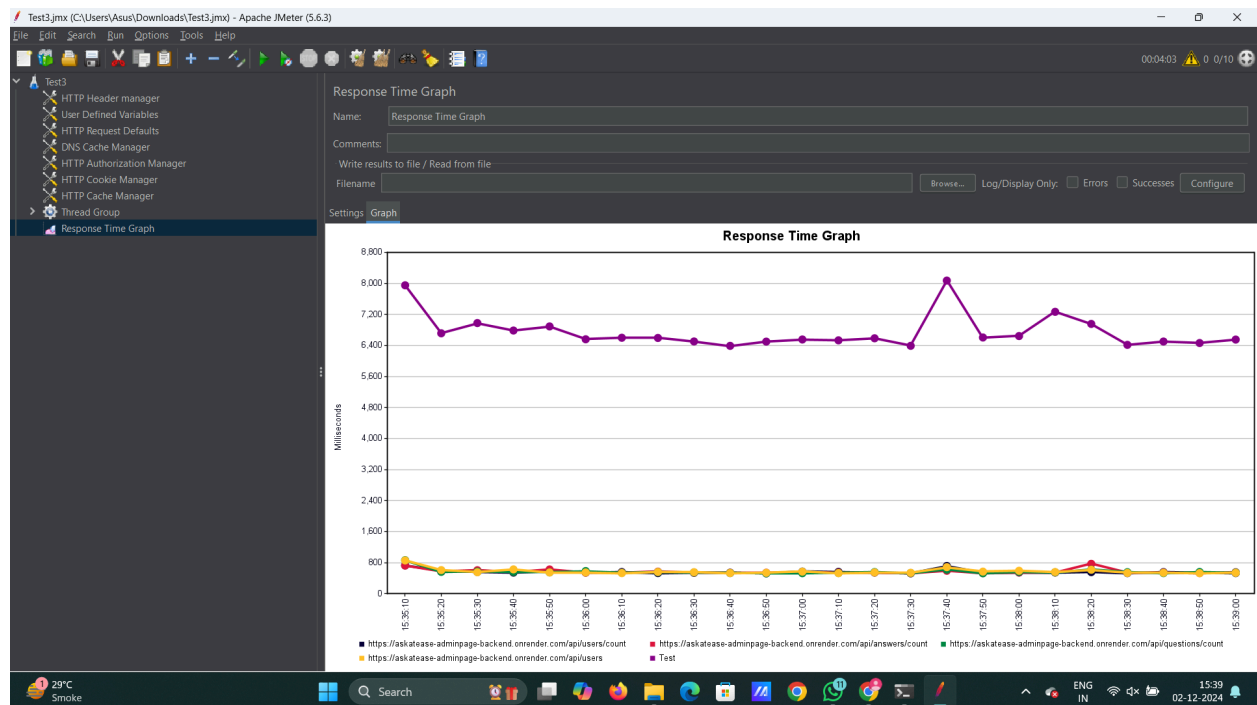 Test3.jmx (C:\Users\Asus\Downloads\Test3.jmx) - Apache JMeter (5.6.3)
File Edit Search Run Options Tools Help
00:04:03 0 0/10
Test3
HTTP Header manager
User Defined Variables
HTTP Request Defaults
DNS Cache Manager
HTTP Authorization Manager
HTTP Cookie Manager
HTTP Cache Manager
Thread Group
Response Time Graph
Response Time Graph
Name: Response Time Graph
Comments:
Write results to file / Read from file
Filename Browse... Log/Display Only: Errors Successes Configure
Settings Graph
Response Time Graph
8,800
8,000
7,200
6,400
5,600
4,800
4,000
3,200
2,400
1,600
800
0
Milliseconds
15:35:10 15:35:20 15:35:30 15:35:40 15:35:50 15:36:00 15:36:10 15:36:20 15:36:30 15:36:40 15:36:50 15:37:00 15:37:10 15:37:20 15:37:30 15:37:40 15:37:50 15:38:00 15:38:10 15:38:20 15:38:30 15:38:40 15:38:50 15:39:00
https://askatease-adminpage-backend.onrender.com/api/users/count https://askatease-adminpage-backend.onrender.com/api/answers/count https://askatease-adminpage-backend.onrender.com/api/questions/count
https://askatease-adminpage-backend.onrender.com/api/users Test
1
29°C
Smoke
Search
11
ENG
IN
15:39
02-12-2024